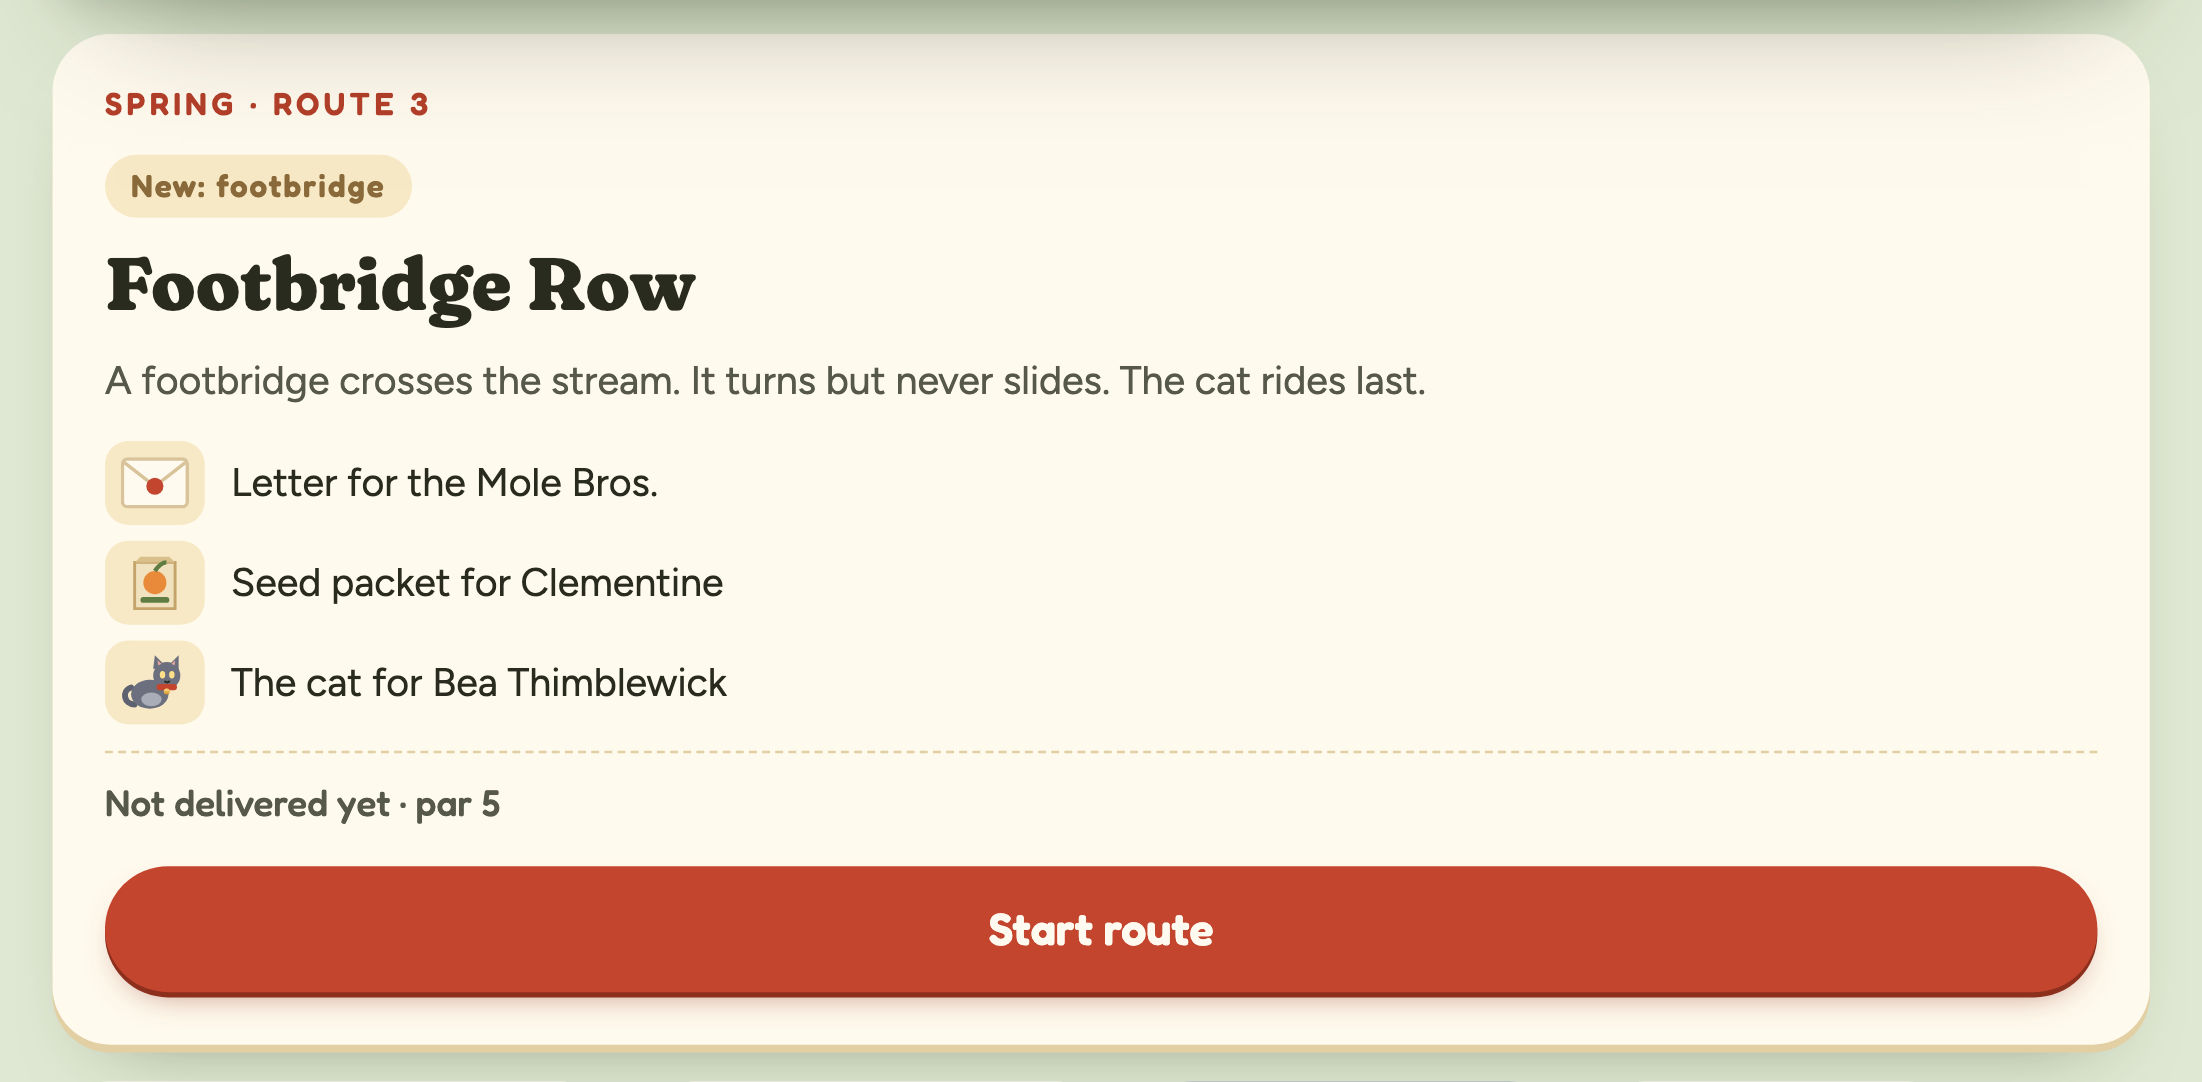 SPRING · ROUTE 3
New: footbridge
Footbridge Row
A footbridge crosses the stream. It turns but never slides. The cat rides last.
Letter for the Mole Bros.
Seed packet for Clementine
The cat for Bea Thimblewick
Not delivered yet · par 5
Start route